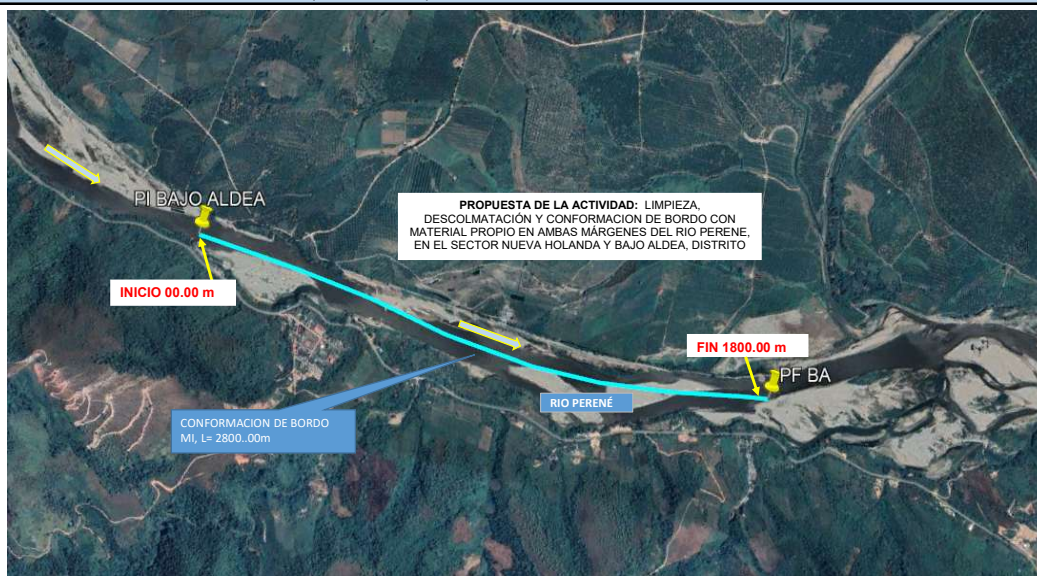 PI BAJO ALDEA
PROPUESTA DE LA ACTIVIDAD: LIMPIEZA,
DESCOLMATACIÓN Y CONFORMACION DE BORDO CON
MATERIAL PROPIO EN AMBAS MÁRGENES DEL RIO PERENE,
EN EL SECTOR NUEVA HOLANDA Y BAJO ALDEA, DISTRITO
INICIO 00.00 m
FIN 1800.00 m
PF BA
RIO PERENÉ
CONFORMACION DE BORDO
MI, L= 2800..00m